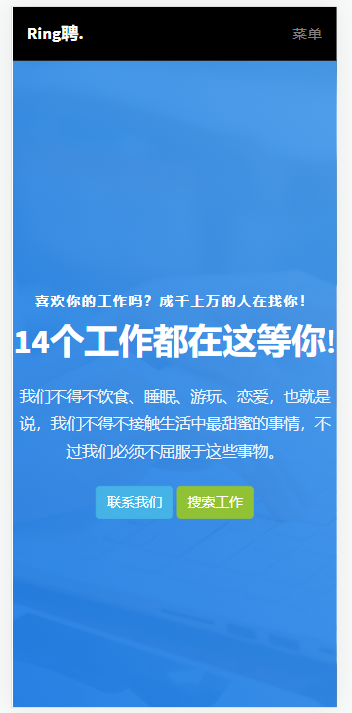 Ring聘.
菜单
喜欢你的工作吗？成千上万的人在找你！
14个工作都在这等你!
我们不得不饮食、睡眠、游玩、恋爱，也就是
说，我们不得不接触生活中最甜蜜的事情，不
过我们必须不屈服于这些事物。
联系我们
搜索工作